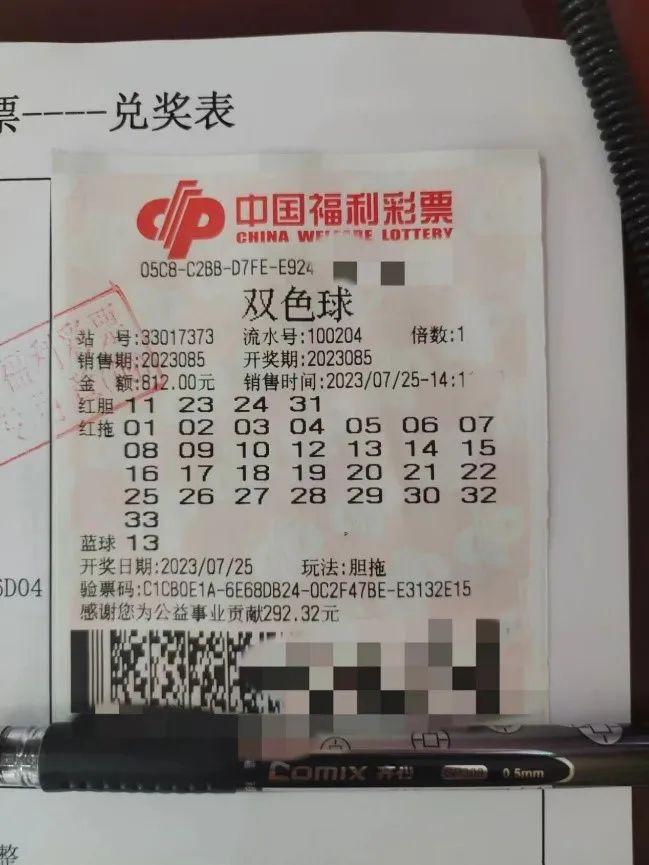 票----兑奖表
中国福利彩票
CHINA WELFARE LOTTERY
05C8-C2BB-D7FE-E924
双色球
站 号:33017373 流水号:100204 倍数:1
销售期:2023085 开奖期:2023085
金 额:812.00元 销售时间:2023/07/25-14:1
红胆 11 23 24 31
红拖 01 02 03 04 05 06 07
08 09 10 12 13 14 15
16 17 18 19 20 21 22
25 26 27 28 29 30 32
33
蓝球 13
开奖日期:2023/07/25 玩法:胆拖
6D04
验票码:C1CB0E1A-6E68DB24-0C2F47BE-E3132E15
感谢您为公益事业贡献292.32元
福利彩票
COMIX 齐心 0.5mm
整